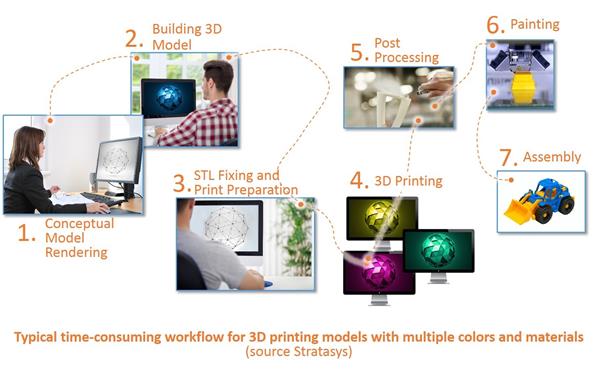 1. Conceptual
Model
Rendering
2. Building 3D
Model
3. STL Fixing and
Print Preparation
4. 3D Printing
5. Post
Processing
6. Painting
7. Assembly
Typical time-consuming workflow for 3D printing models with multiple colors and materials
(source Stratasys)